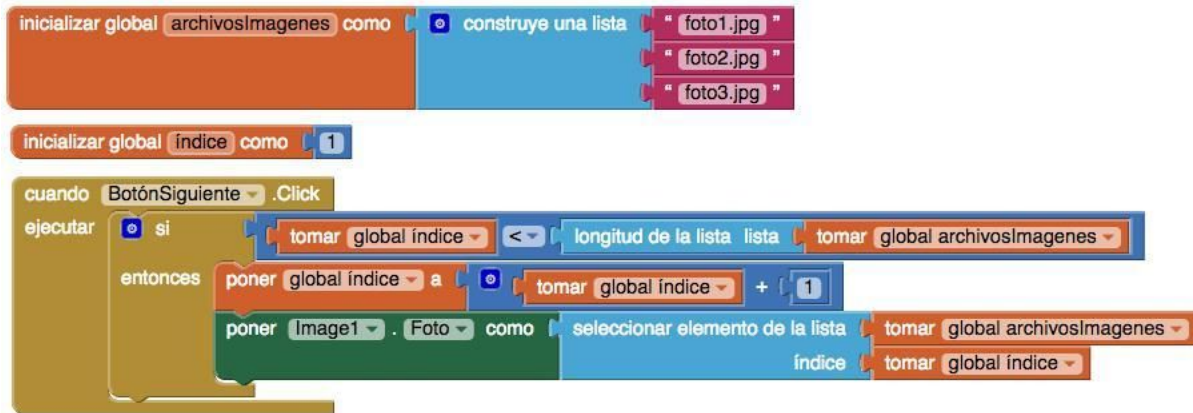 inicializar global archivosImagenes como construye una lista " foto1.jpg "
" foto2.jpg "
" foto3.jpg "
inicializar global índice como 1
cuando BotónSiguiente .Click
ejecutar si tomar global índice < longitud de la lista lista tomar global archivosImagenes
entonces poner global índice a tomar global índice + 1
poner Image1 . Foto como seleccionar elemento de la lista tomar global archivosImagenes
índice tomar global índice